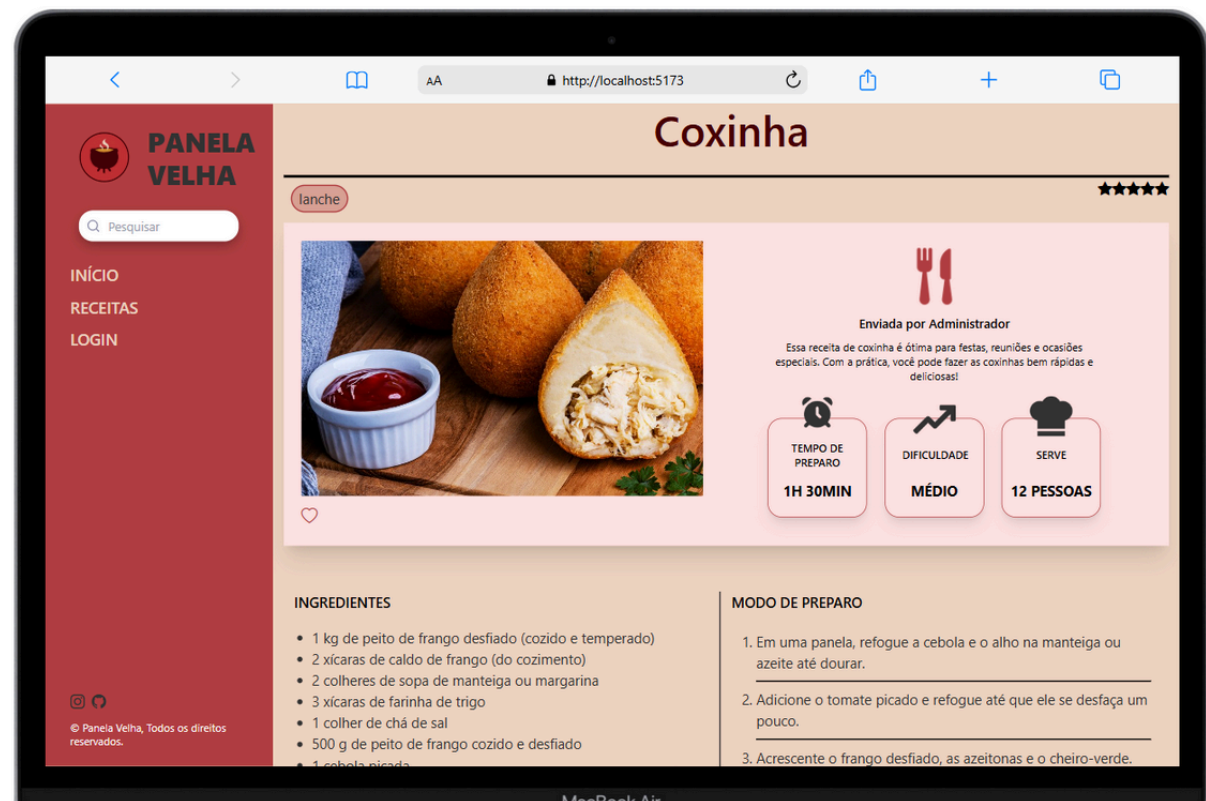 AA
http://localhost:5173
PANELA
VELHA
Pesquisar
INÍCIO
RECEITAS
LOGIN
© Panela Velha, Todos os direitos
reservados.
Coxinha
lanche
Enviada por Administrador
Essa receita de coxinha é ótima para festas, reuniões e ocasiões
especiais. Com a prática, você pode fazer as coxinhas bem rápidas e
deliciosas!
TEMPO DE
PREPARO
1H 30MIN
DIFICULDADE
MÉDIO
SERVE
12 PESSOAS
INGREDIENTES
• 1 kg de peito de frango desfiado (cozido e temperado)
• 2 xícaras de caldo de frango (do cozimento)
• 2 colheres de sopa de manteiga ou margarina
• 3 xícaras de farinha de trigo
• 1 colher de chá de sal
• 500 g de peito de frango cozido e desfiado
• 1 cebola picada
MODO DE PREPARO
1. Em uma panela, refogue a cebola e o alho na manteiga ou
azeite até dourar.
2. Adicione o tomate picado e refogue até que ele se desfaça um
pouco.
3. Acrescente o frango desfiado, as azeitonas e o cheiro-verde.
MacBook Air